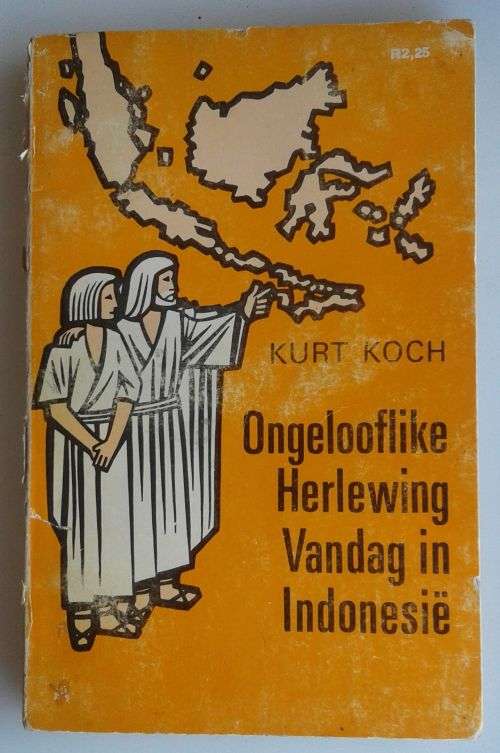 R2,25
KURT KOCH
Ongelooflike
Herlewing
Vandag in
Indonesië